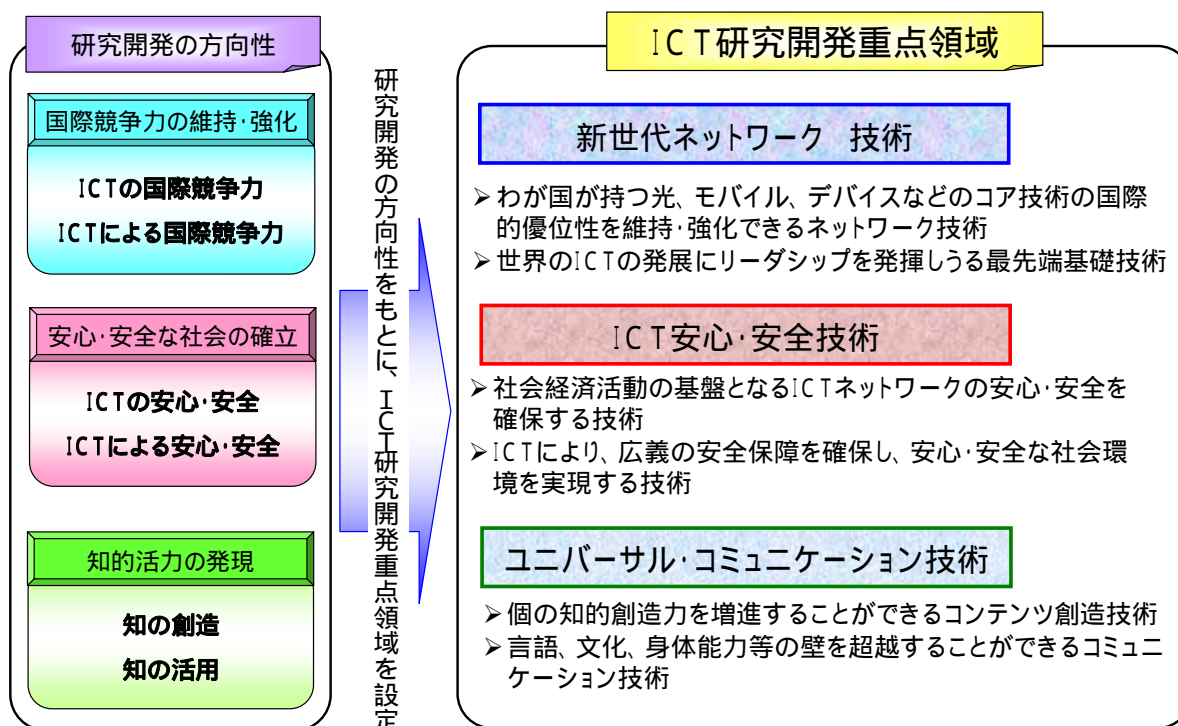 研究開発の方向性
国際競争力の維持・強化
ICTの国際競争力
ICTによる国際競争力
安心・安全な社会の確立
ICTの安心・安全
ICTによる安心・安全
知的活力の発現
知の創造
知の活用
研究開発の方向性をもとに、ICT研究開発重点領域を設定
ICT研究開発重点領域
新世代ネットワーク 技術
➢わが国が持つ光、モバイル、デバイスなどのコア技術の国際
的優位性を維持・強化できるネットワーク技術
➢世界のICTの発展にリーダシップを発揮しうる最先端基礎技術
ICT安心・安全技術
➢社会経済活動の基盤となるICTネットワークの安心・安全を
確保する技術
➢ICTにより、広義の安全保障を確保し、安心・安全な社会環
境を実現する技術
ユニバーサル・コミュニケーション技術
➢個の知的創造力を増進することができるコンテンツ創造技術
➢言語、文化、身体能力等の壁を超越することができるコミュニ
ケーション技術